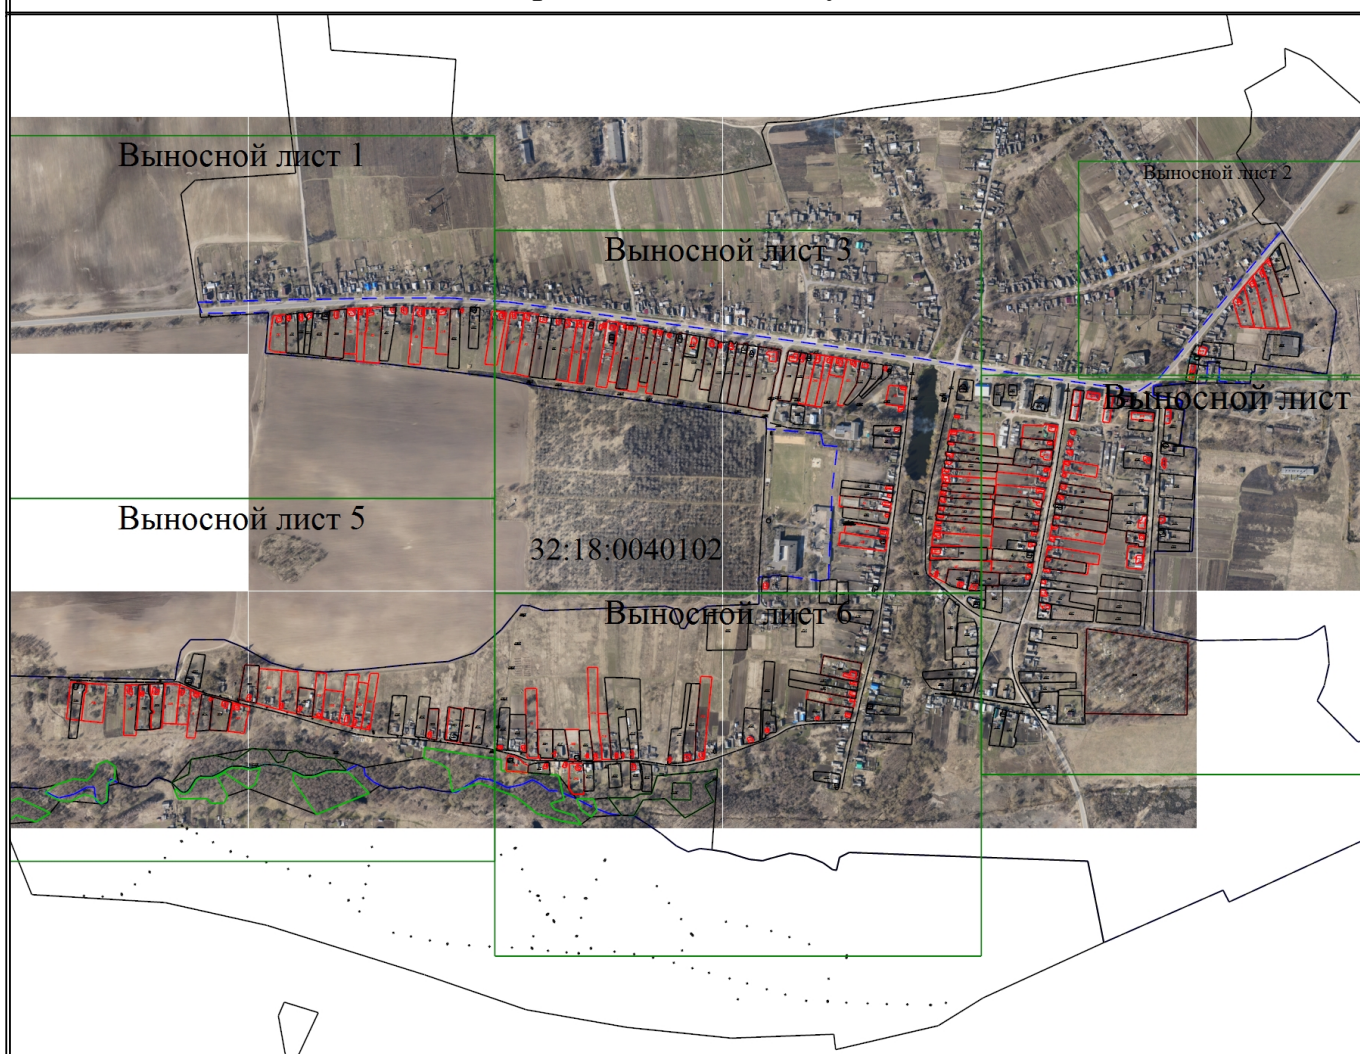 Выносной лист 1
Выносной лист 2
Выносной лист 3
Выносной лист
Выносной лист 5
32:18:0040102
Выносной лист 6